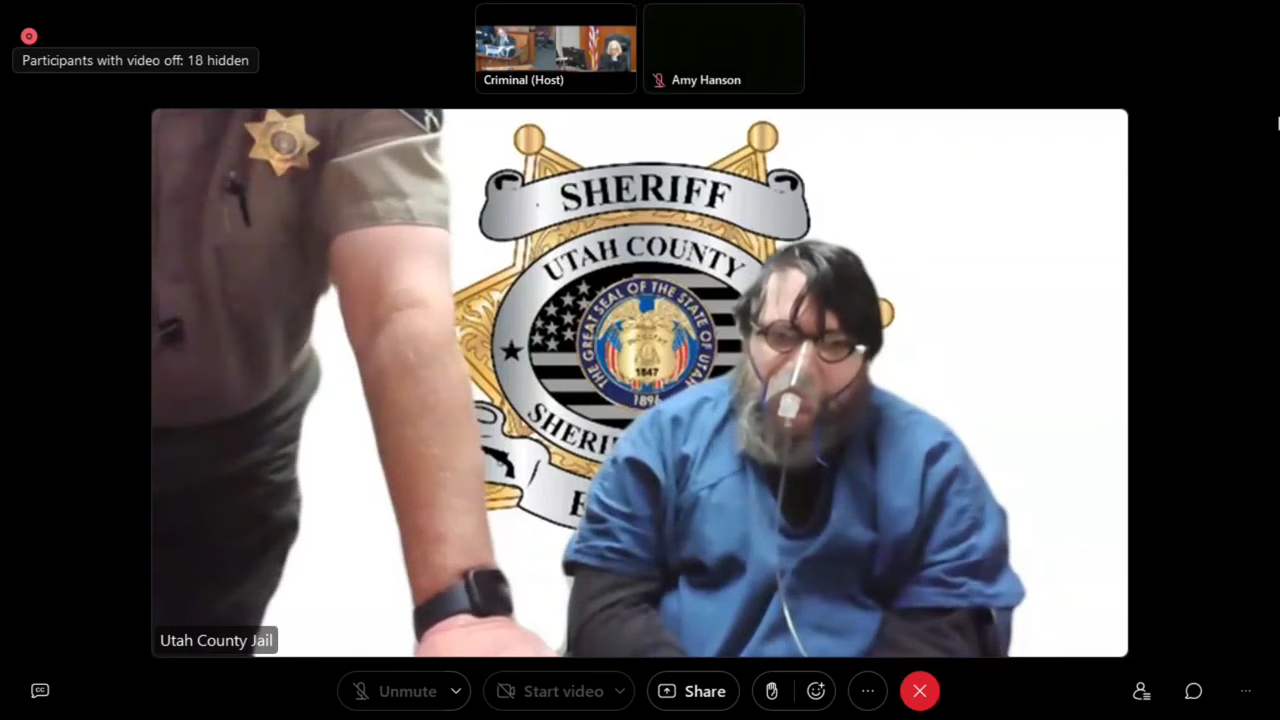 Participants with video off: 18 hidden
Criminal (Host)
Amy Hanson
SHERIFF
UTAH COUNTY
THE GREAT SEAL OF THE STATE OF UTAH
1847
1896
Utah County Jail
CC
Unmute
Start video
Share